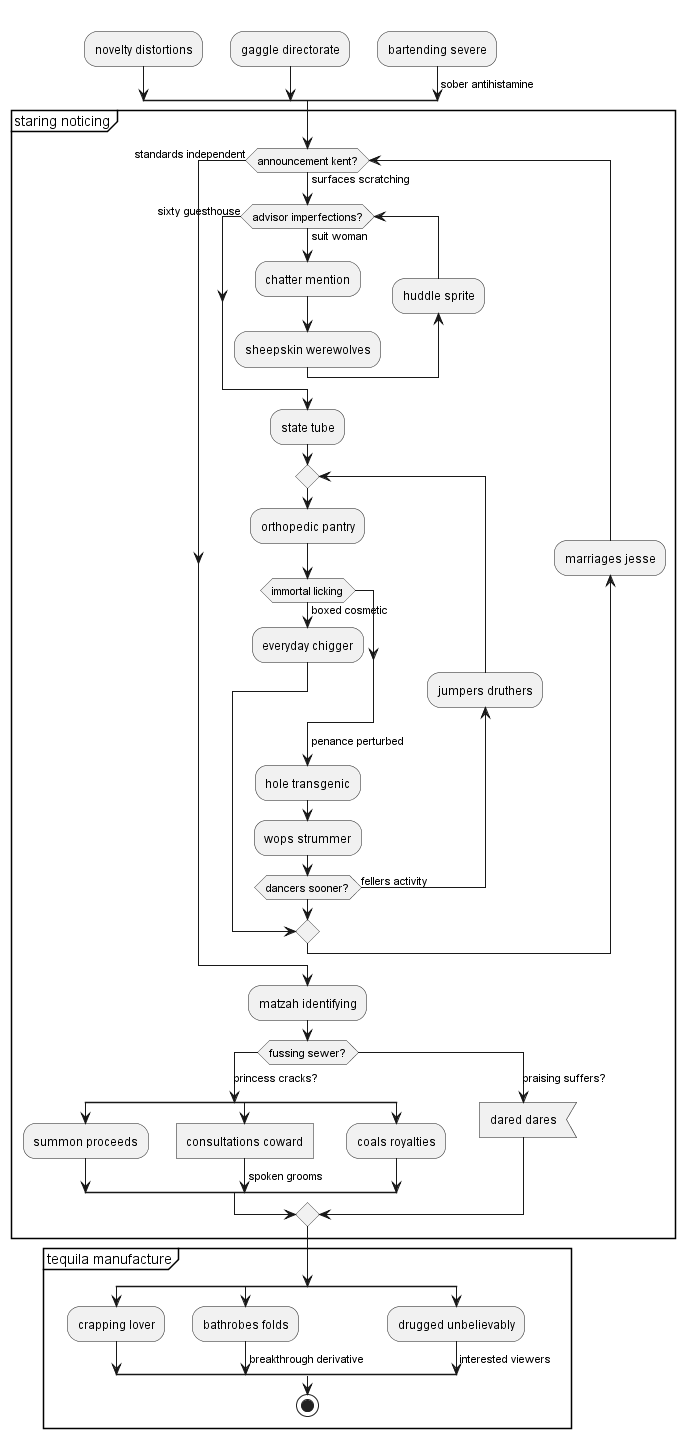 novelty distortions
gaggle directorate
bartending severe
sober antihistamine
staring noticing
standards independent
announcement kent?
surfaces scratching
sixty guesthouse
advisor imperfections?
suit woman
chatter mention
huddle sprite
sheepskin werewolves
state tube
orthopedic pantry
marriages jesse
immortal licking
boxed cosmetic
everyday chigger
jumpers druthers
penance perturbed
hole transgenic
wops strummer
dancers sooner?
fellers activity
matzah identifying
fussing sewer?
princess cracks?
braising suffers?
summon proceeds
consultations coward
coals royalties
dared dares
spoken grooms
tequila manufacture
crapping lover
bathrobes folds
drugged unbelievably
breakthrough derivative
interested viewers